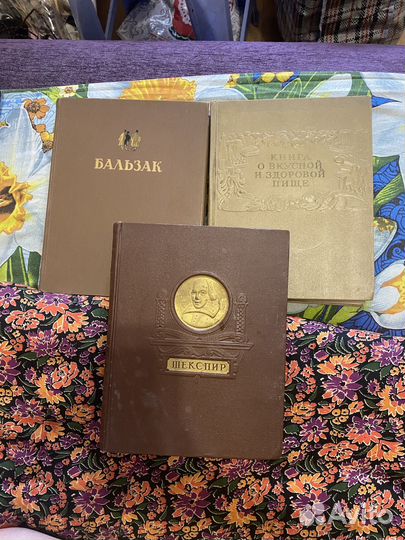 БАЛЬЗАК
КНИГА
О ВКУСНОЙ
И ЗДОРОВОЙ
ПИЩЕ
ШЕКСПИР
Avito